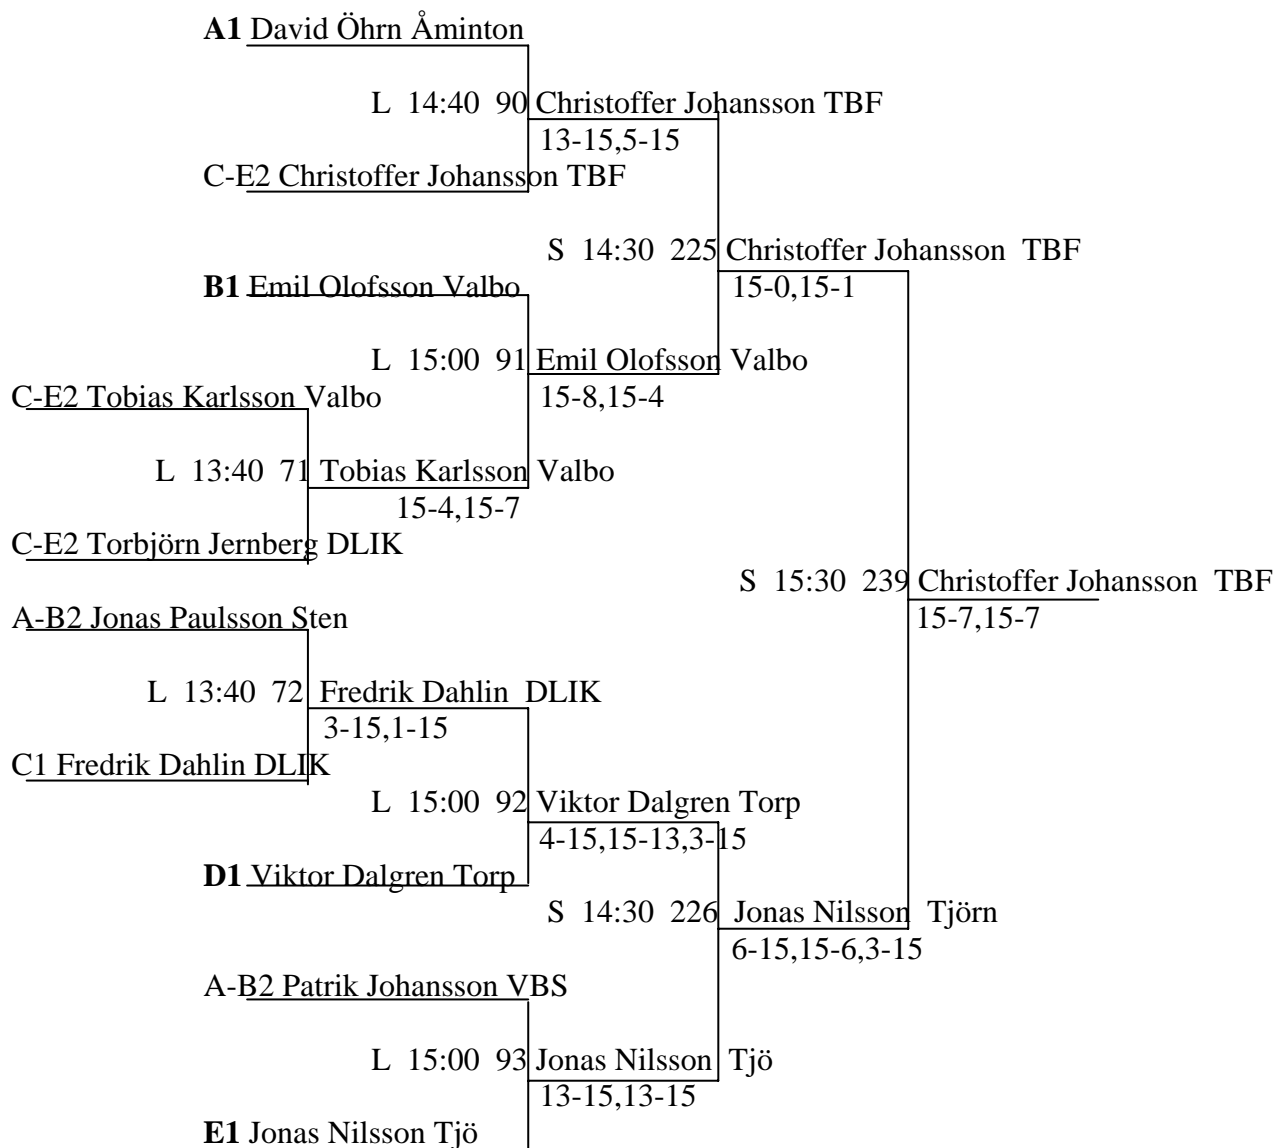 A1 David Öhrn Åminton
L 14:40 90 Christoffer Johansson TBF
13-15,5-15
C-E2 Christoffer Johansson TBF
S 14:30 225 Christoffer Johansson TBF
B1 Emil Olofsson Valbo
15-0,15-1
L 15:00 91 Emil Olofsson Valbo
C-E2 Tobias Karlsson Valbo
15-8,15-4
L 13:40 71 Tobias Karlsson Valbo
15-4,15-7
C-E2 Torbjörn Jernberg DLIK
S 15:30 239 Christoffer Johansson TBF
A-B2 Jonas Paulsson Sten
15-7,15-7
L 13:40 72 Fredrik Dahlin DLIK
3-15,1-15
C1 Fredrik Dahlin DLIK
L 15:00 92 Viktor Dalgren Torp
4-15,15-13,3-15
D1 Viktor Dalgren Torp
S 14:30 226 Jonas Nilsson Tjörn
6-15,15-6,3-15
A-B2 Patrik Johansson VBS
L 15:00 93 Jonas Nilsson Tjö
13-15,13-15
E1 Jonas Nilsson Tjö